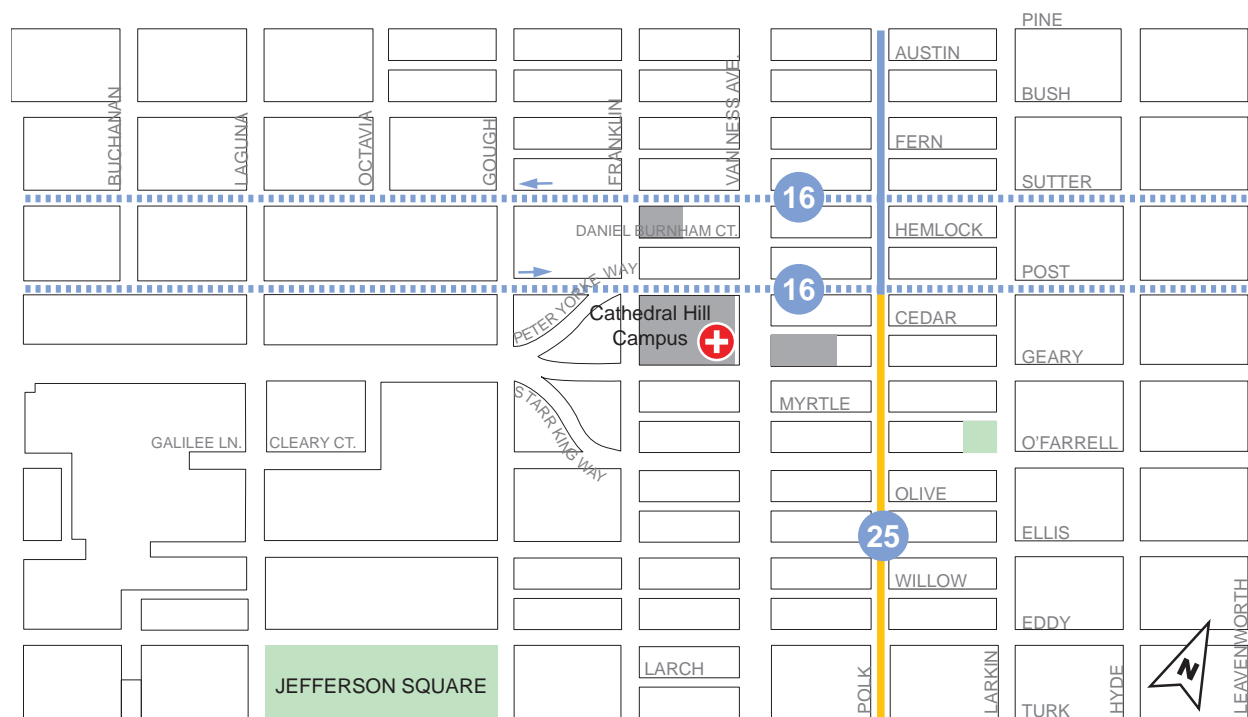 PINE
AUSTIN
BUSH
BUCHANAN
LAGUNA
OCTAVIA
GOUGH
FRANKLIN
VAN NESS AVE.
FERN
SUTTER
16
DANIEL BURNHAM CT.
HEMLOCK
POST
PETER YORKE WAY
16
Cathedral Hill
Campus
CEDAR
GEARY
MYRTLE
STARR KING WAY
GALILEE LN.
CLEARY CT.
O'FARRELL
OLIVE
25
ELLIS
WILLOW
EDDY
LARCH
JEFFERSON SQUARE
POLK
LARKIN
TURK
HYDE
N
LEAVENWORTH